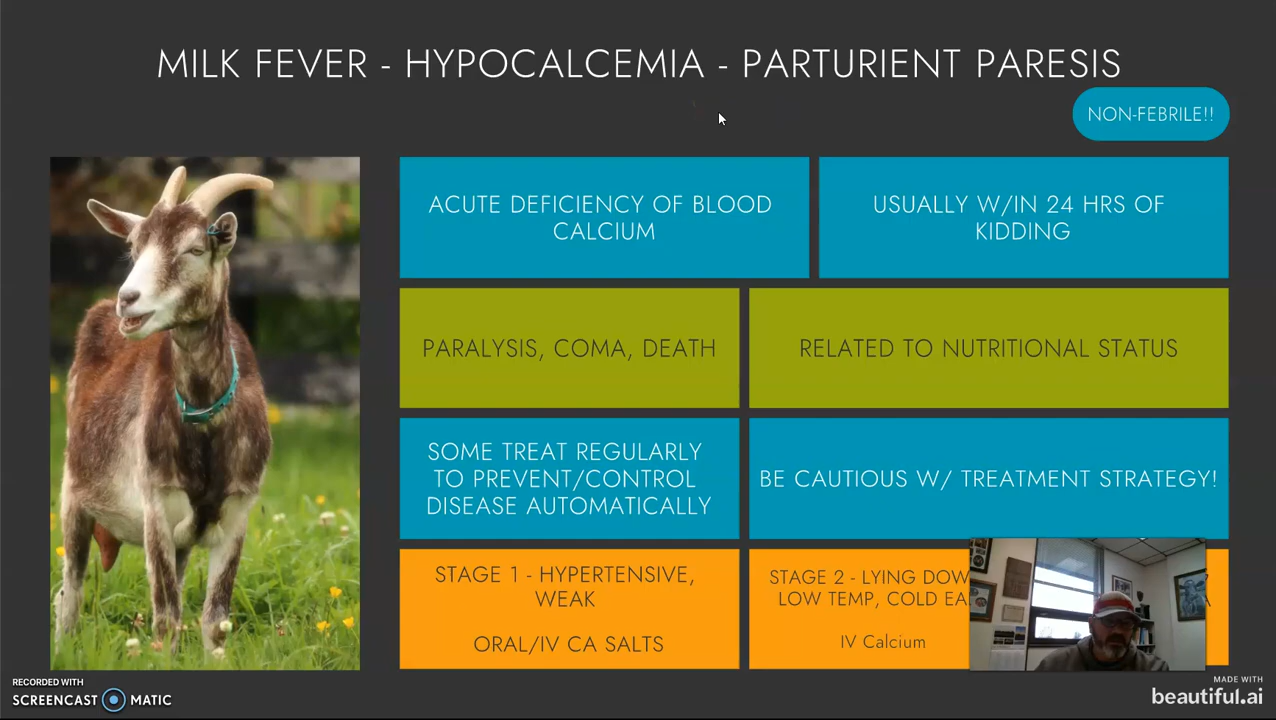 MILK FEVER - HYPOCALCEMIA - PARTURIENT PARESIS
NON-FEBRILE!!
ACUTE DEFICIENCY OF BLOOD
CALCIUM
USUALLY W/IN 24 HRS OF
KIDDING
PARALYSIS, COMA, DEATH
RELATED TO NUTRITIONAL STATUS
SOME TREAT REGULARLY
TO PREVENT/CONTROL
DISEASE AUTOMATICALLY
BE CAUTIOUS W/ TREATMENT STRATEGY!
STAGE 1 - HYPERTENSIVE,
WEAK
ORAL/IV CA SALTS
STAGE 2 - LYING
LOW TEMP, COLD
IV Calcium
RECORDED WITH
SCREENCAST MATIC
MADE WITH
beautiful.ai